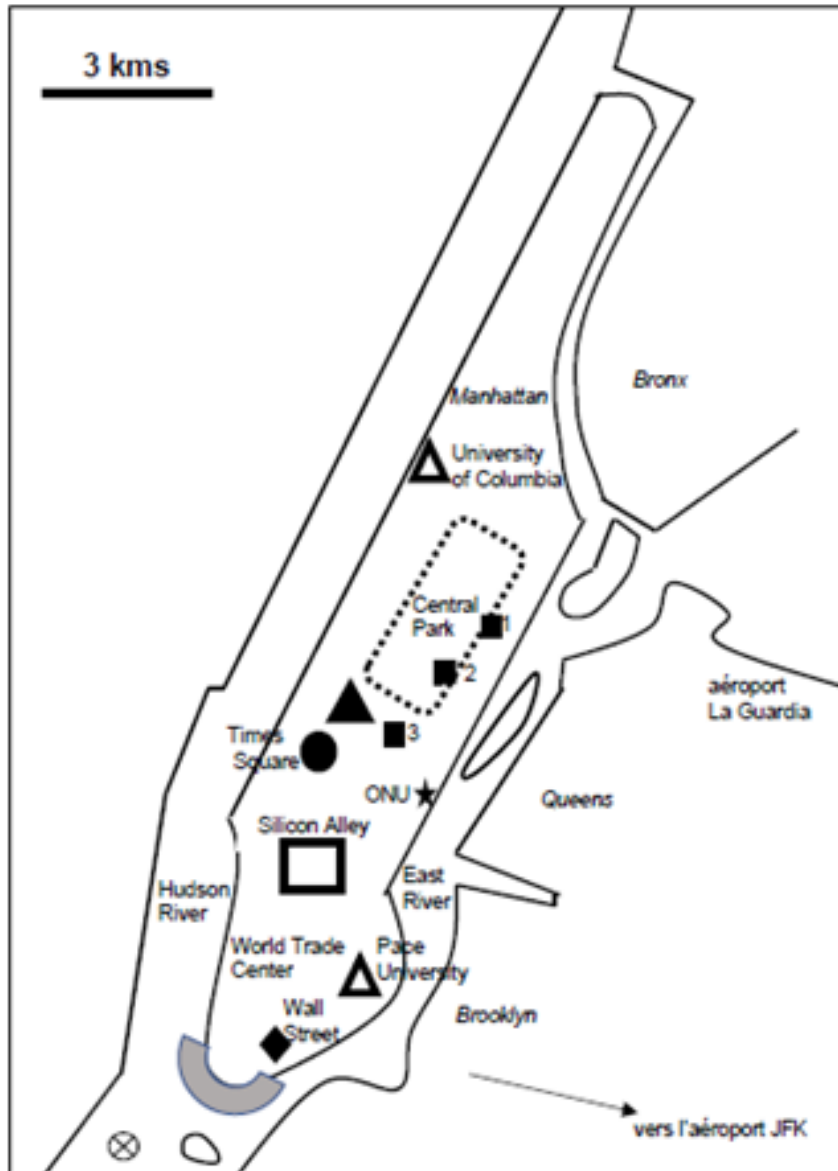 3 kms
Bronx
Manhattan
University
of Columbia
Central
Park
1
2
aéroport
La Guardia
3
Times
Square
ONU
Queens
Silicon Alley
Hudson
River
East
River
World Trade
Center
Pace
University
Wall
Street
Brooklyn
vers l'aéroport JFK